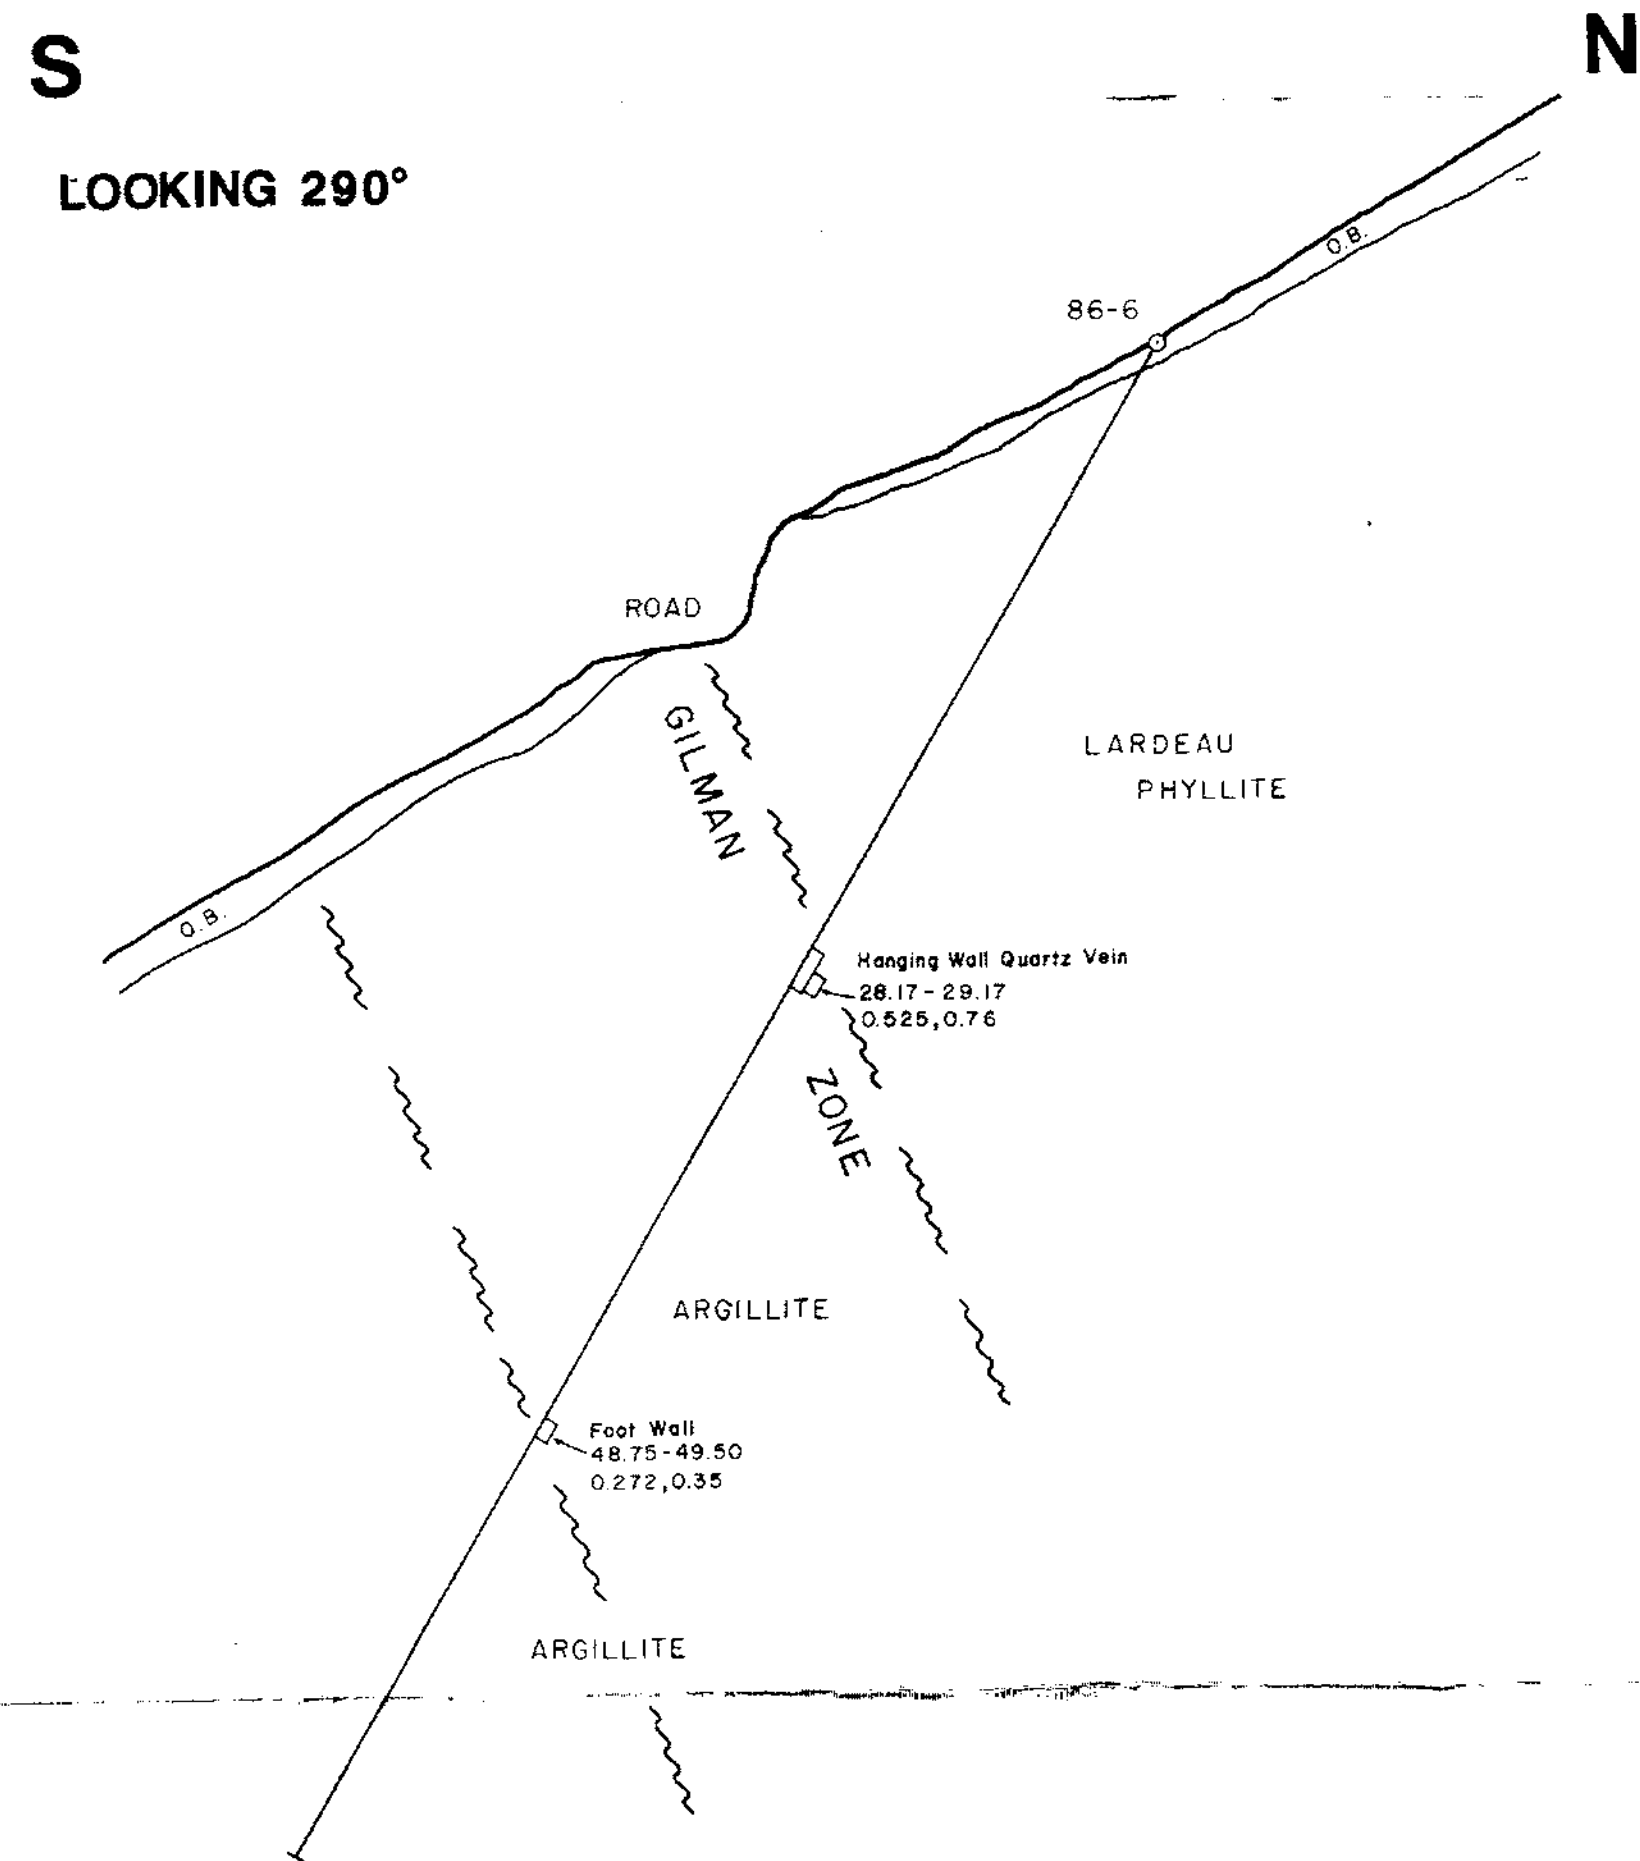 S
N
LOOKING 290°
O.B.
86-6
ROAD
GILMAN
LARDEAU
PHYLLITE
O.B.
Hanging Wall Quartz Vein
28.17-29.17
0.525,0.76
ZONE
ARGILLITE
Foot Wall
48.75-49.50
0.272,0.35
ARGILLITE